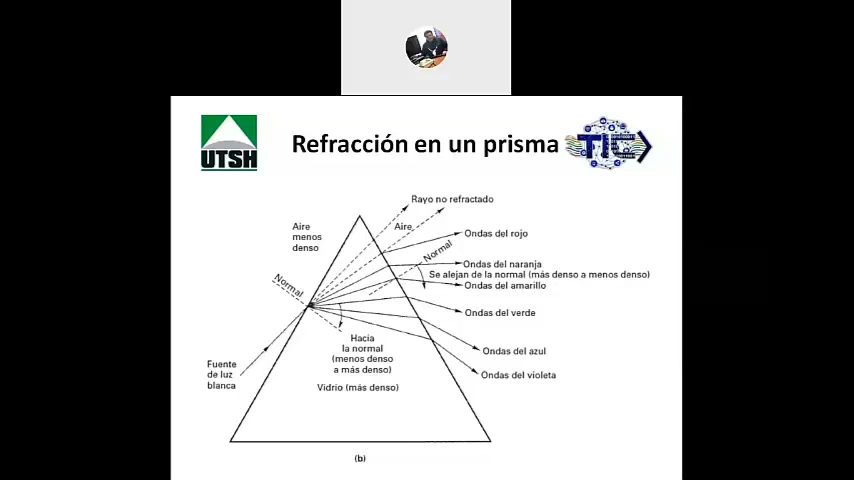 UTSH
Refracción en un prisma
TIC
Rayo no refractado
Aire
menos
denso
Aire
Ondas del rojo
Normal
Ondas del naranja
Se alejan de la normal (más denso a menos denso)
Ondas del amarillo
Normal
Ondas del verde
Hacia
la normal
(menos denso
a más denso)
Ondas del azul
Fuente
de luz
blanca
Ondas del violeta
Vidrio (más denso)
(b)